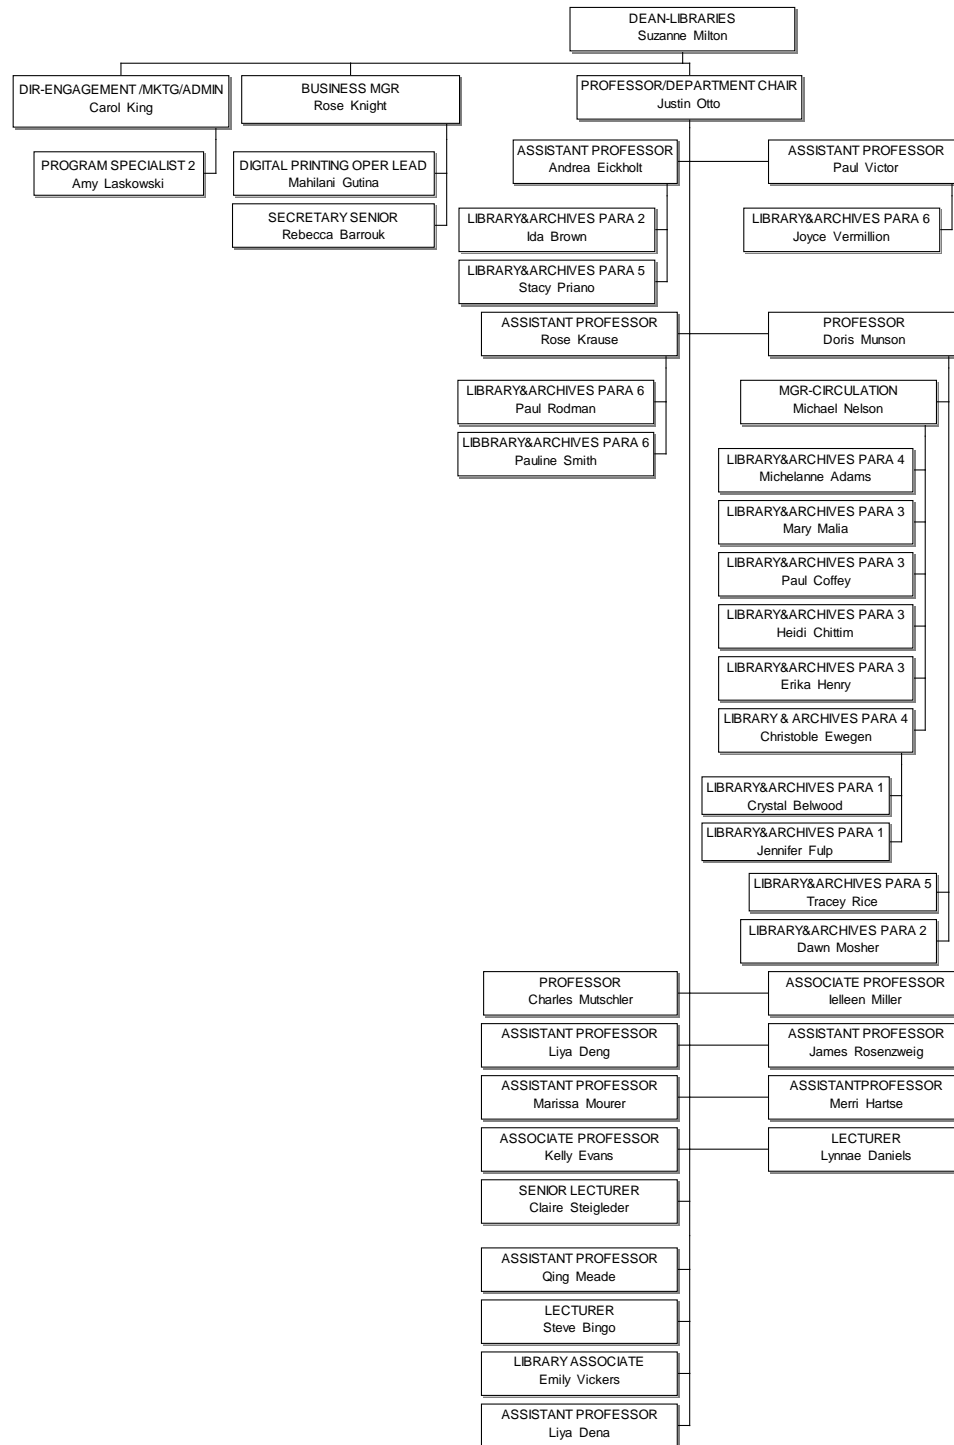 DEAN-LIBRARIES
Suzanne Milton
DIR-ENGAGEMENT /MKTG/ADMIN
Carol King
BUSINESS MGR
Rose Knight
PROFESSOR/DEPARTMENT CHAIR
Justin Otto
PROGRAM SPECIALIST 2
Amy Laskowski
DIGITAL PRINTING OPER LEAD
Mahilani Gutina
SECRETARY SENIOR
Rebecca Barrouk
ASSISTANT PROFESSOR
Andrea Eickholt
ASSISTANT PROFESSOR
Paul Victor
LIBRARY&ARCHIVES PARA 2
Ida Brown
LIBRARY&ARCHIVES PARA 6
Joyce Vermillion
LIBRARY&ARCHIVES PARA 5
Stacy Priano
ASSISTANT PROFESSOR
Rose Krause
PROFESSOR
Doris Munson
LIBRARY&ARCHIVES PARA 6
Paul Rodman
LIBBRARY&ARCHIVES PARA 6
Pauline Smith
MGR-CIRCULATION
Michael Nelson
LIBRARY&ARCHIVES PARA 4
Michelanne Adams
LIBRARY&ARCHIVES PARA 3
Mary Malia
LIBRARY&ARCHIVES PARA 3
Paul Coffey
LIBRARY&ARCHIVES PARA 3
Heidi Chittim
LIBRARY&ARCHIVES PARA 3
Erika Henry
LIBRARY & ARCHIVES PARA 4
Christoble Ewegen
LIBRARY&ARCHIVES PARA 1
Crystal Belwood
LIBRARY&ARCHIVES PARA 1
Jennifer Fulp
LIBRARY&ARCHIVES PARA 5
Tracey Rice
LIBRARY&ARCHIVES PARA 2
Dawn Mosher
PROFESSOR
Charles Mutschler
ASSOCIATE PROFESSOR
Ielleen Miller
ASSISTANT PROFESSOR
Liya Deng
ASSISTANT PROFESSOR
James Rosenzweig
ASSISTANT PROFESSOR
Marissa Mourer
ASSISTANTPROFESSOR
Merri Hartse
ASSOCIATE PROFESSOR
Kelly Evans
LECTURER
Lynnae Daniels
SENIOR LECTURER
Claire Steigleder
ASSISTANT PROFESSOR
Qing Meade
LECTURER
Steve Bingo
LIBRARY ASSOCIATE
Emily Vickers
ASSISTANT PROFESSOR
Liya Dena